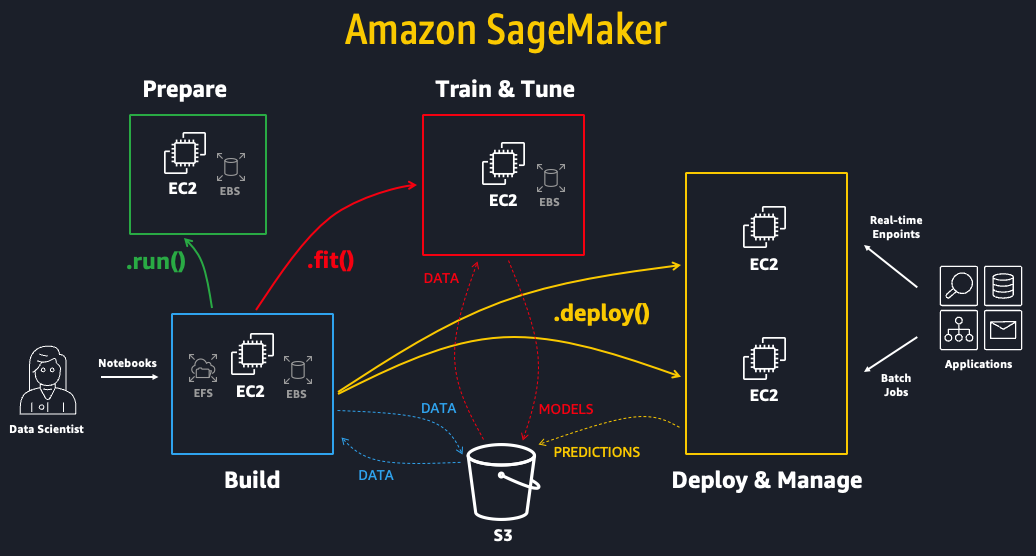 Amazon SageMaker
Prepare
Train & Tune
EC2
EBS
EC2
EBS
.run()
.fit()
DATA
.deploy()
EC2
EC2
Real-time
Enpoints
Batch
Jobs
Applications
Notebooks
Data Scientist
EFS
EC2
EBS
Build
DATA
DATA
MODELS
PREDICTIONS
S3
Deploy & Manage